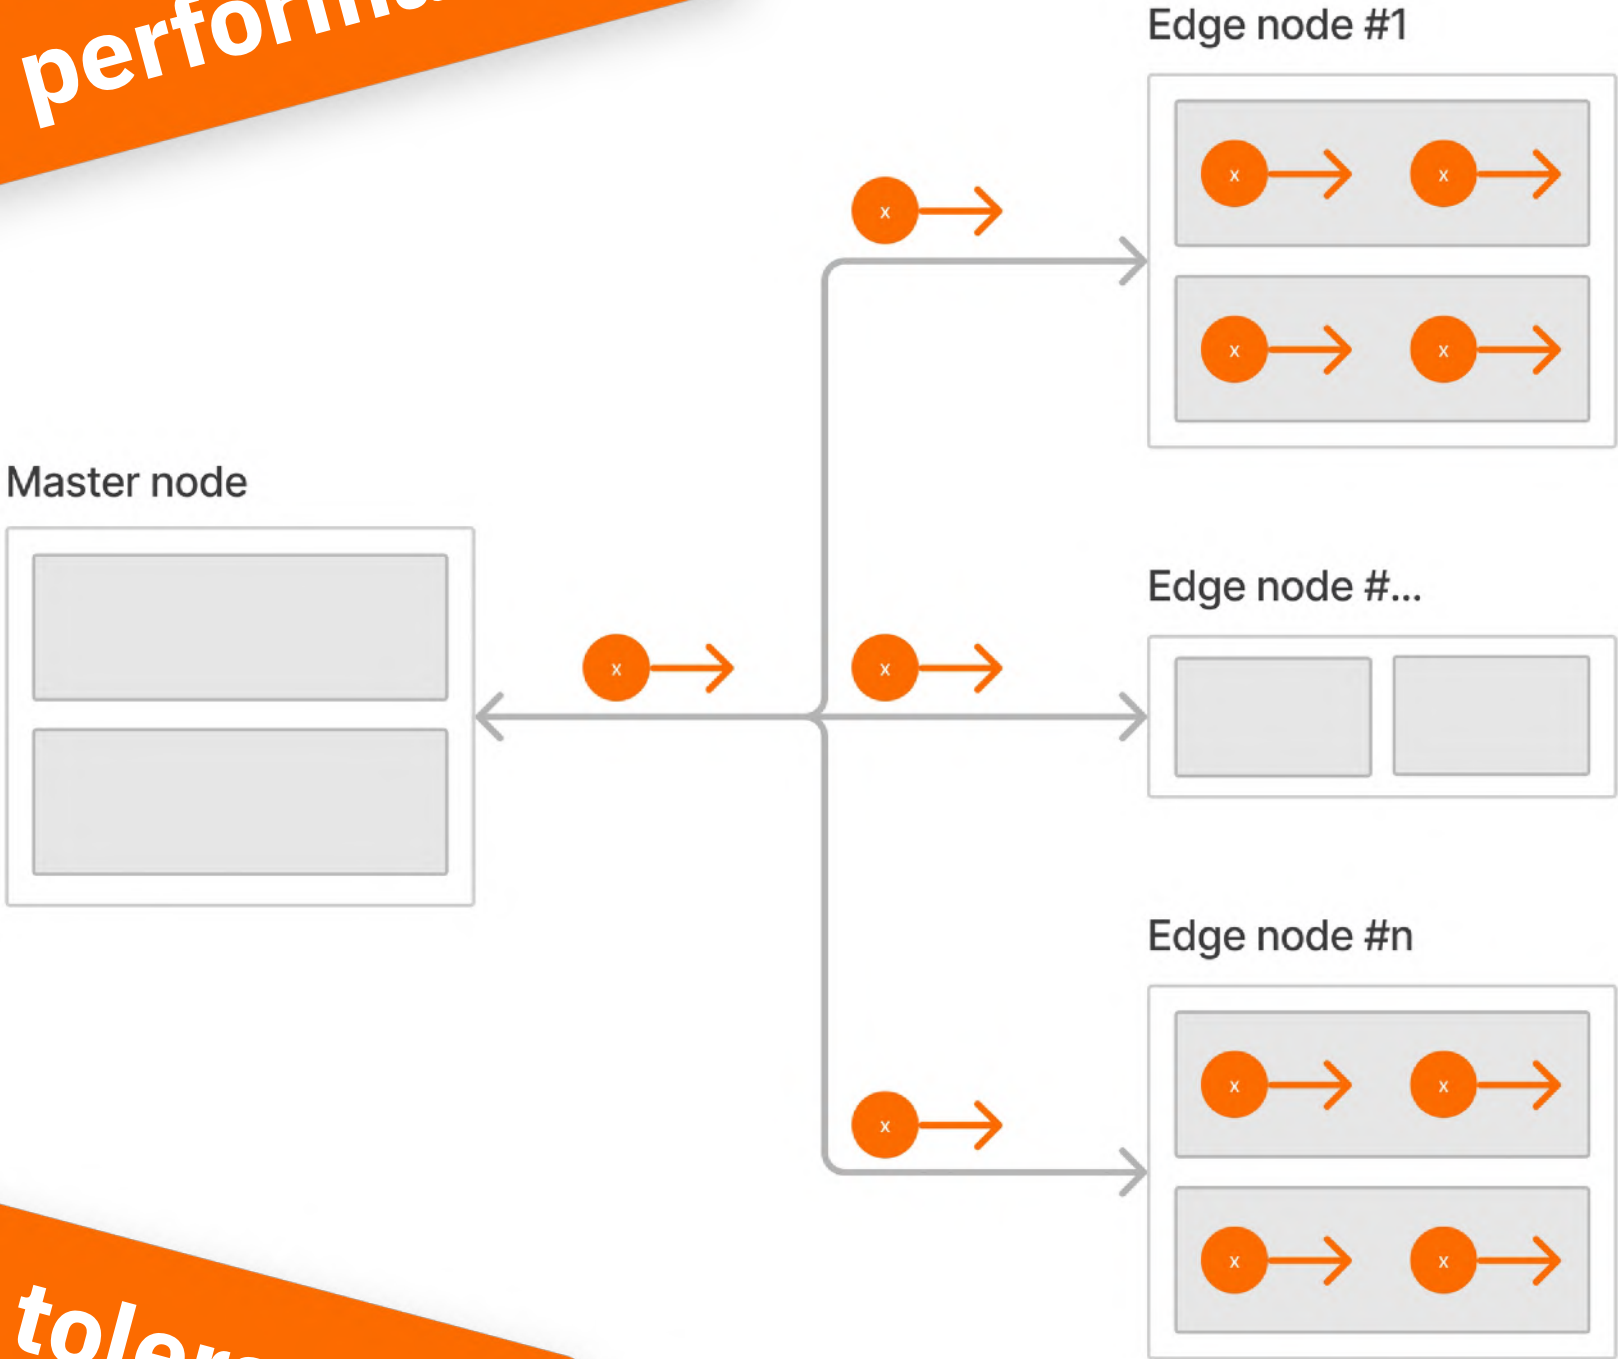 Edge node #1
x x
x
x x
Master node
Edge node #...
x x
Edge node #n
x x
x
x x